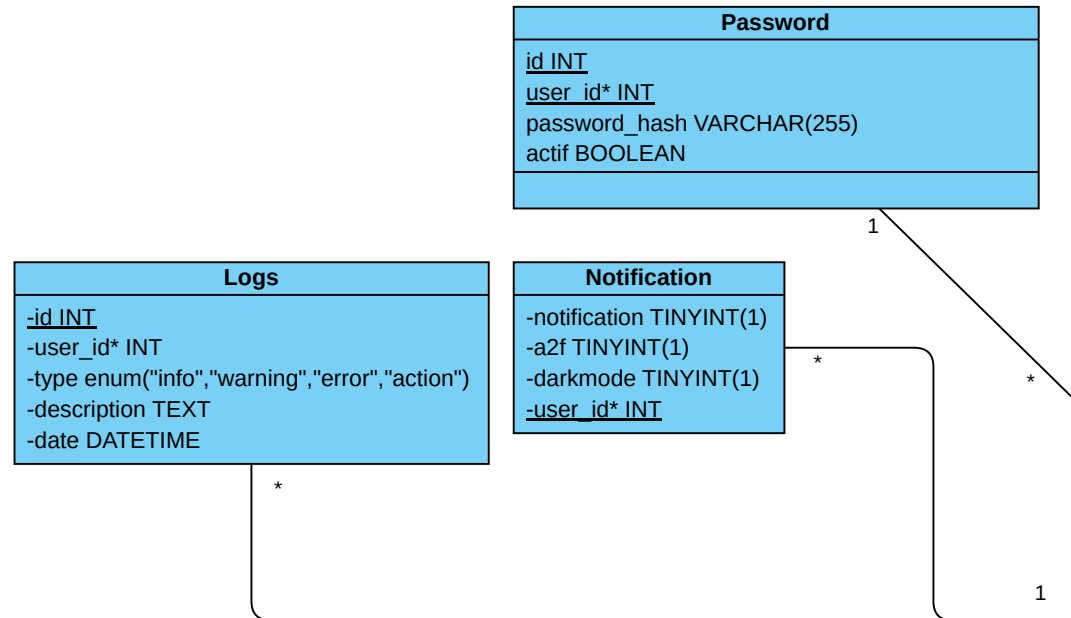 Password
id INT
user_id* INT
password_hash VARCHAR(255)
actif BOOLEAN
1
*
Logs
-id INT
-user_id* INT
-type enum("info","warning","error","action")
-description TEXT
-date DATETIME
*
Notification
-notification TINYINT(1)
-a2f TINYINT(1)
-darkmode TINYINT(1)
-user_id* INT
*
1